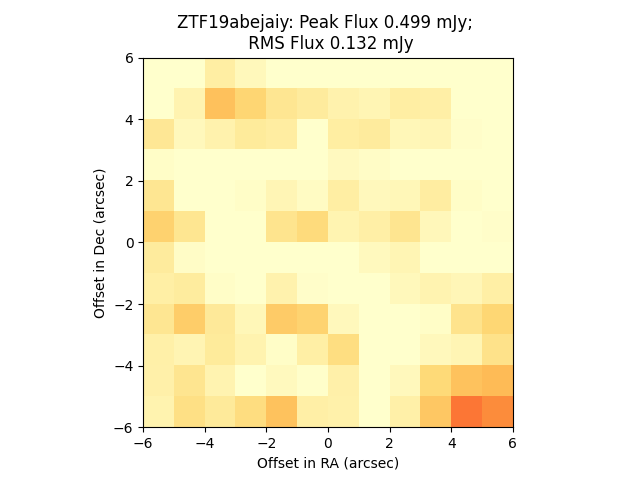 ZTF19abejaiy: Peak Flux 0.499 mJy;
RMS Flux 0.132 mJy
6
4
2
0
−2
−4
−6
Offset in Dec (arcsec)
−6 −4 −2 0 2 4 6
Offset in RA (arcsec)